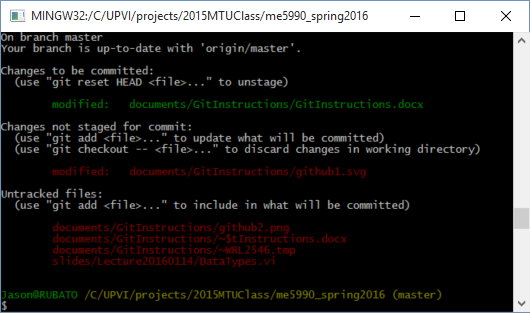 MINGW32:/C/UPVI/projects/2015MTUClass/me5990_spring2016
On branch master
Your branch is up-to-date with 'origin/master'.
Changes to be committed:
(use "git reset HEAD <file>..." to unstage)
modified: documents/GitInstructions/GitInstructions.docx
Changes not staged for commit:
(use "git add <file>..." to update what will be committed)
(use "git checkout -- <file>..." to discard changes in working directory)
modified: documents/GitInstructions/github1.svg
Untracked files:
(use "git add <file>..." to include in what will be committed)
documents/GitInstructions/github2.png
documents/GitInstructions/~$tInstructions.docx
documents/GitInstructions/~WRL2546.tmp
slides/Lecture20160114/DataTypes.vi
Jason@RUBATO /C/UPVI/projects/2015MTUClass/me5990_spring2016 (master)
$